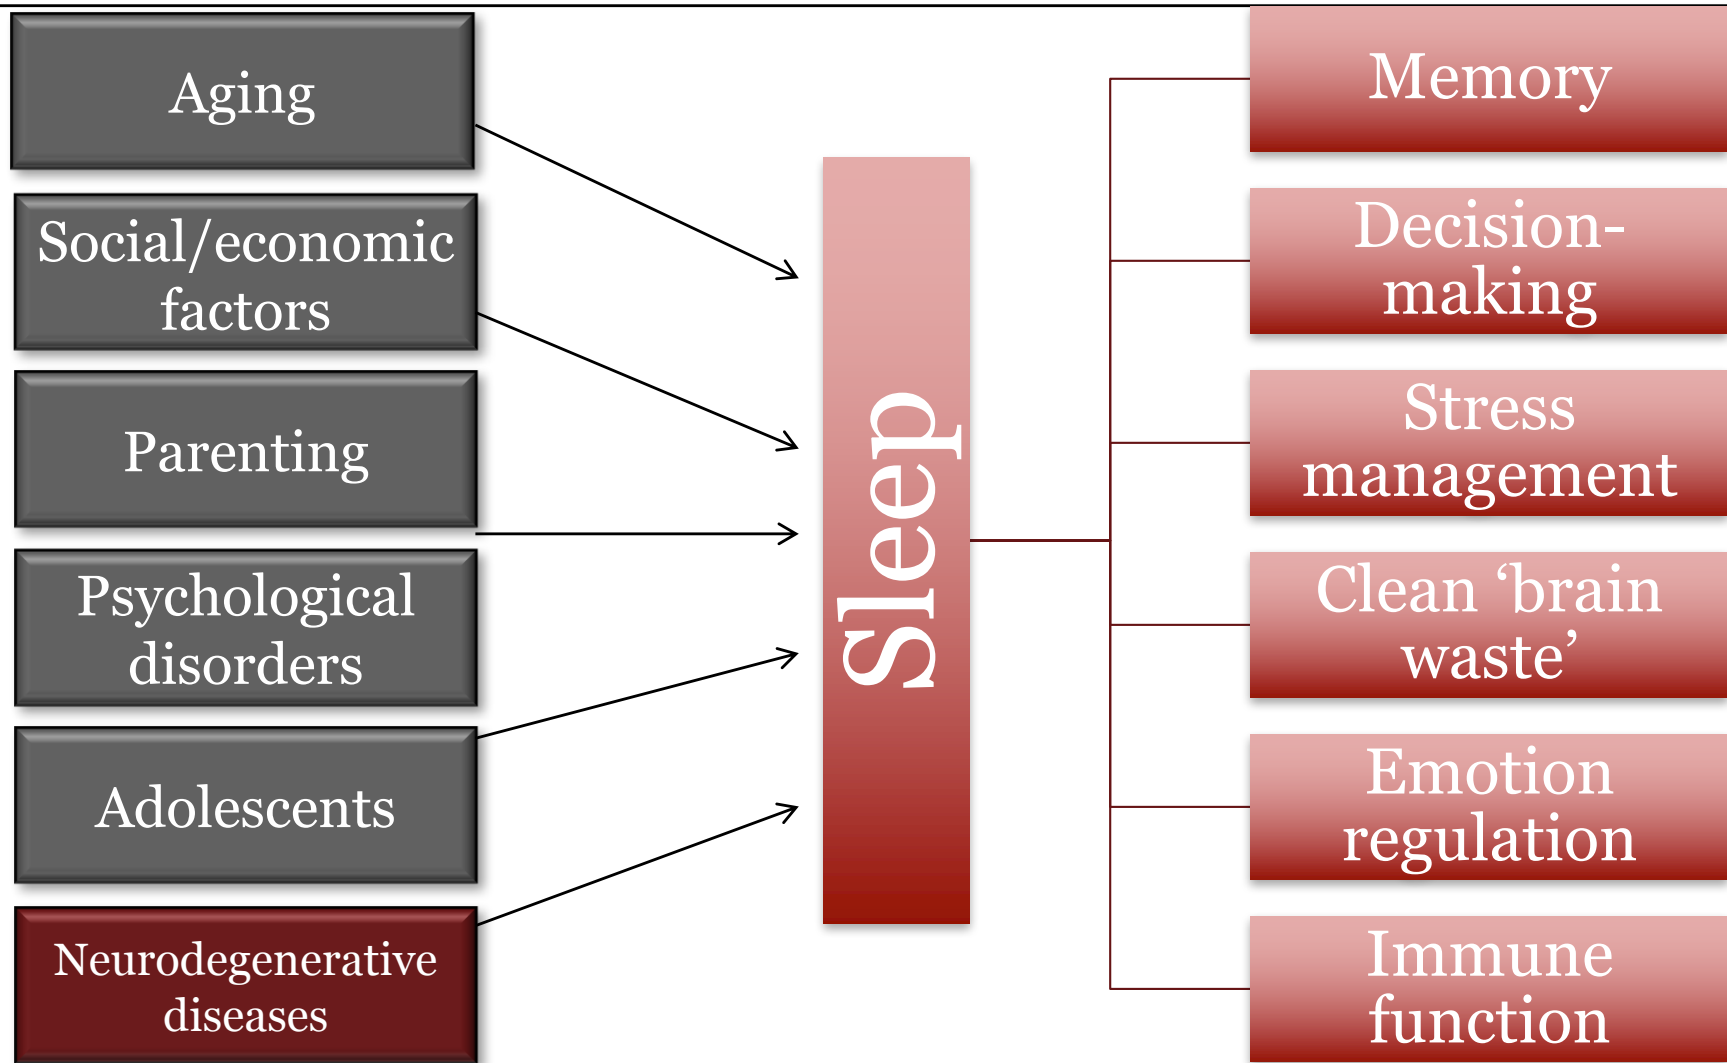 Aging
Social/economic
factors
Parenting
Psychological
disorders
Adolescents
Neurodegenerative
diseases
Sleep
Memory
Decision-
making
Stress
management
Clean ‘brain
waste’
Emotion
regulation
Immune
function